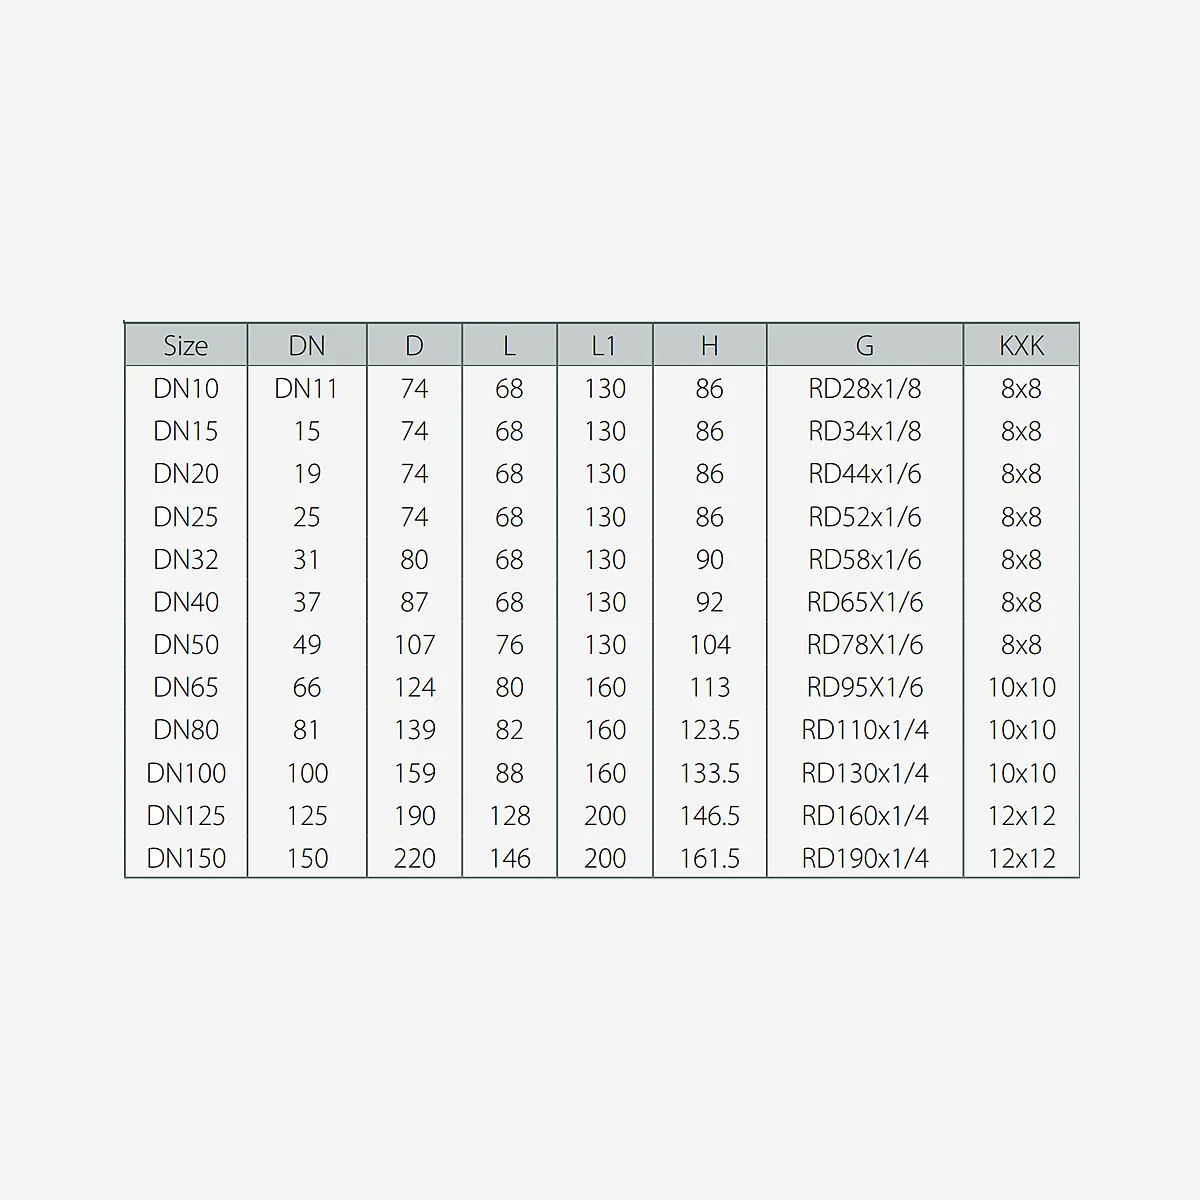 Size DN D L L1 H G KXK
DN10 DN11 74 68 130 86 RD28x1/8 8x8
DN15 15 74 68 130 86 RD34x1/8 8x8
DN20 19 74 68 130 86 RD44x1/6 8x8
DN25 25 74 68 130 86 RD52x1/6 8x8
DN32 31 80 68 130 90 RD58x1/6 8x8
DN40 37 87 68 130 92 RD65X1/6 8x8
DN50 49 107 76 130 104 RD78X1/6 8x8
DN65 66 124 80 160 113 RD95X1/6 10x10
DN80 81 139 82 160 123.5 RD110x1/4 10x10
DN100 100 159 88 160 133.5 RD130x1/4 10x10
DN125 125 190 128 200 146.5 RD160x1/4 12x12
DN150 150 220 146 200 161.5 RD190x1/4 12x12